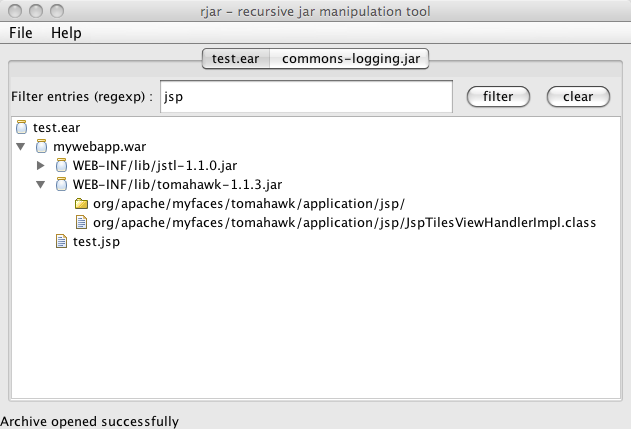 rjar - recursive jar manipulation tool
File Help
test.ear commons-logging.jar
Filter entries (regexp) : jsp filter clear
test.ear
mywebapp.war
WEB-INF/lib/jstl-1.1.0.jar
WEB-INF/lib/tomahawk-1.1.3.jar
org/apache/myfaces/tomahawk/application/jsp/
org/apache/myfaces/tomahawk/application/jsp/JspTilesViewHandlerImpl.class
test.jsp
Archive opened successfully